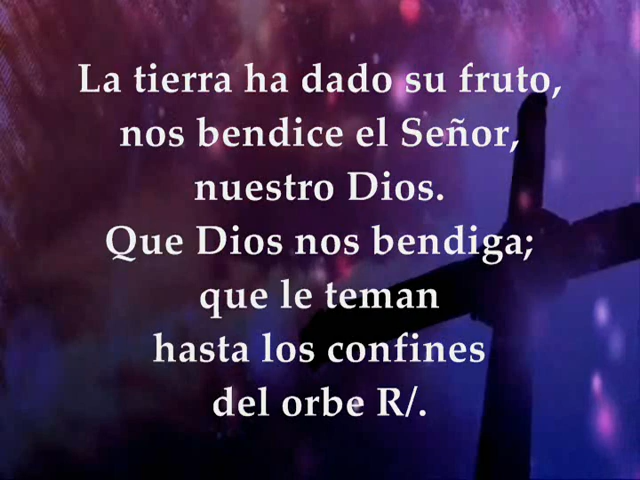 La tierra ha dado su fruto,
nos bendice el Señor,
nuestro Dios.
Que Dios nos bendiga;
que le teman
hasta los confines
del orbe R/.